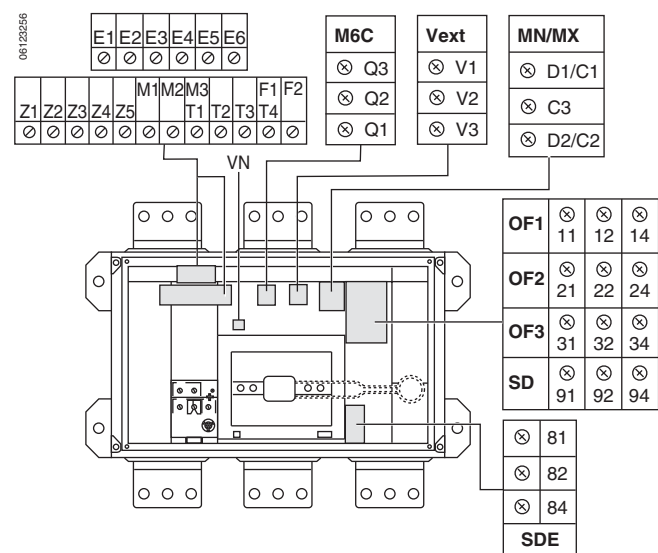 06123256
E1 E2 E3 E4 E5 E6
M1 M2 M3 F1 F2
Z1 Z2 Z3 Z4 Z5 T1 T2 T3 T4
VN
M6C
Q3
Q2
Q1
Vext
V1
V2
V3
MN/MX
D1/C1
C3
D2/C2
OF1 11 12 14
OF2 21 22 24
OF3 31 32 34
SD 91 92 94
81
82
84
SDE